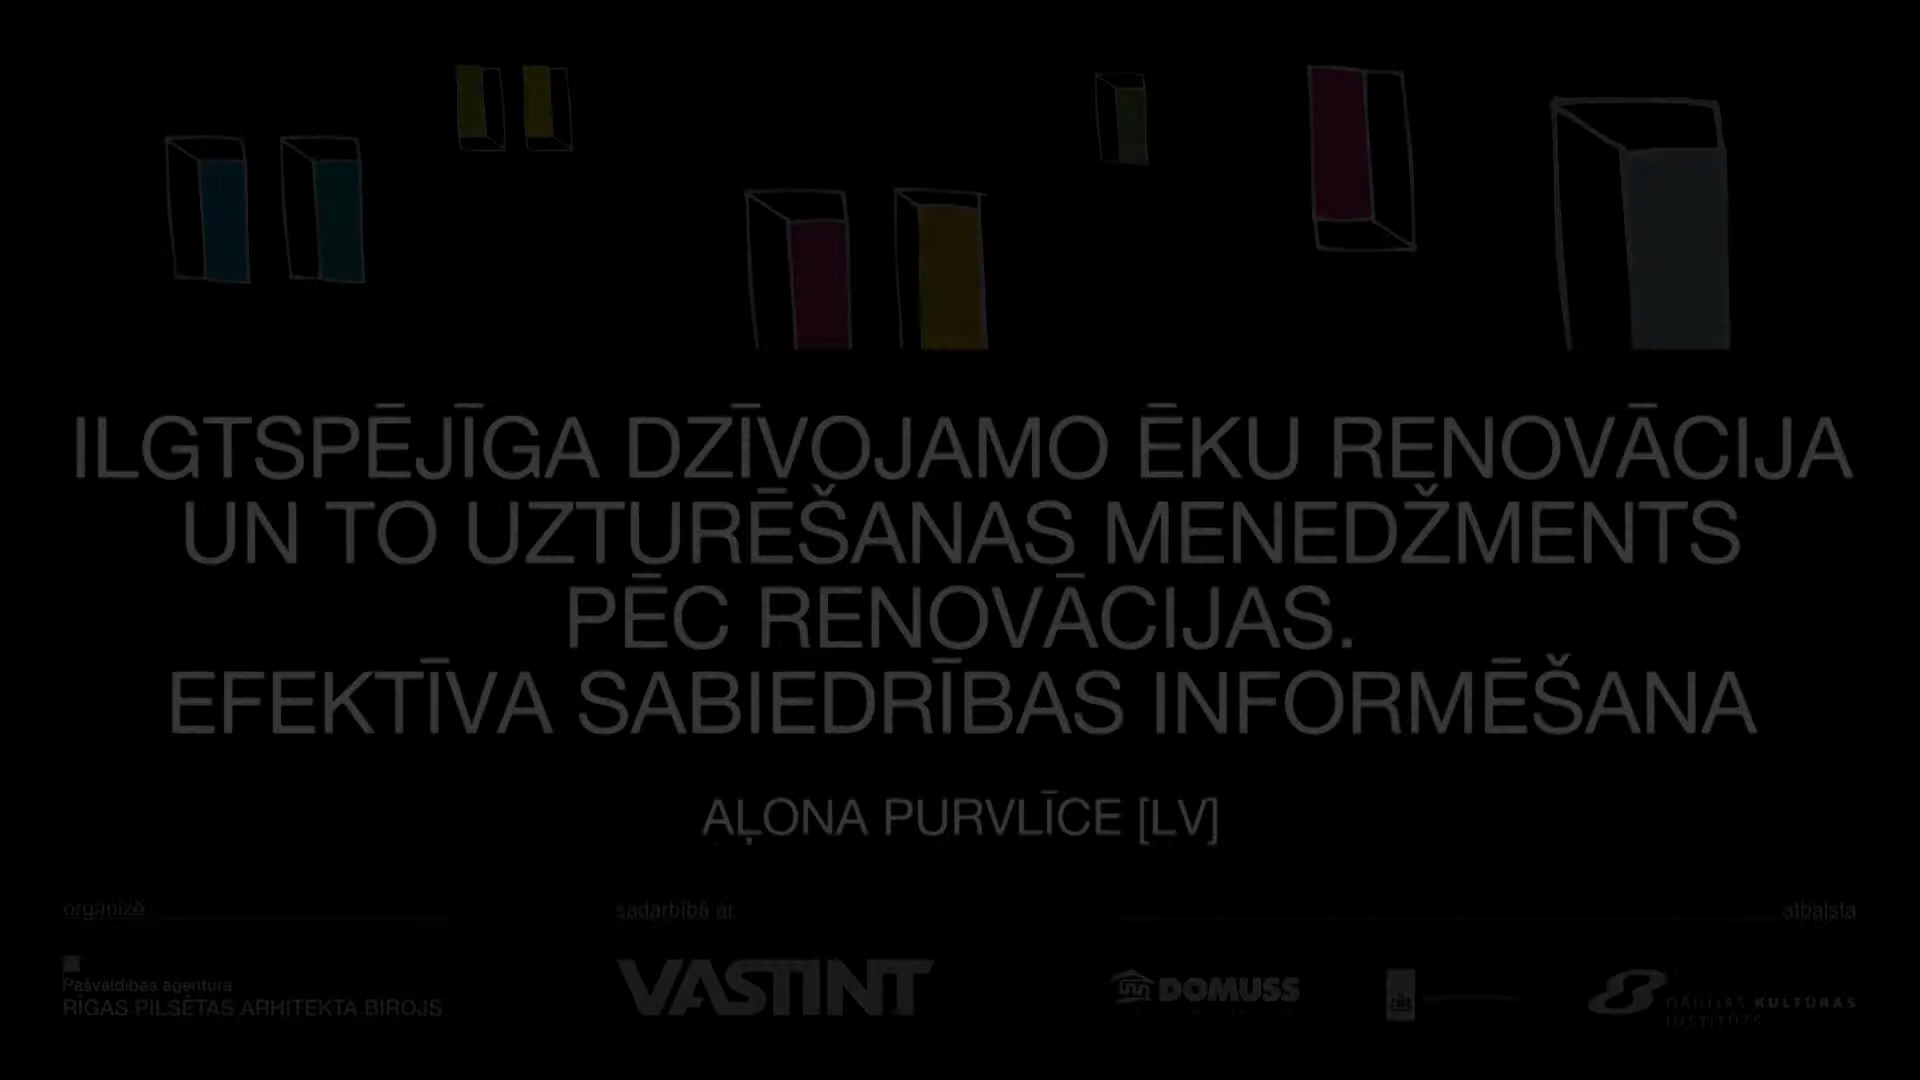 ILGTSPĒJĪGA DZĪVOJAMO ĒKU RENOVĀCIJA
UN TO UZTURĒŠANAS MENEDŽMENTS
PĒC RENOVĀCIJAS.
EFEKTĪVA SABIEDRĪBAS INFORMĒŠANA
AĻONA PURVLĪCE [LV]
organizē
sadarbībā ar
atbalsta
Pašvaldības aģentūra
RĪGAS PILSĒTAS ARHITEKTA BIROJS
VASTINT
DOMUSS
DĀNIJAS KULTŪRAS
INSTITŪTS